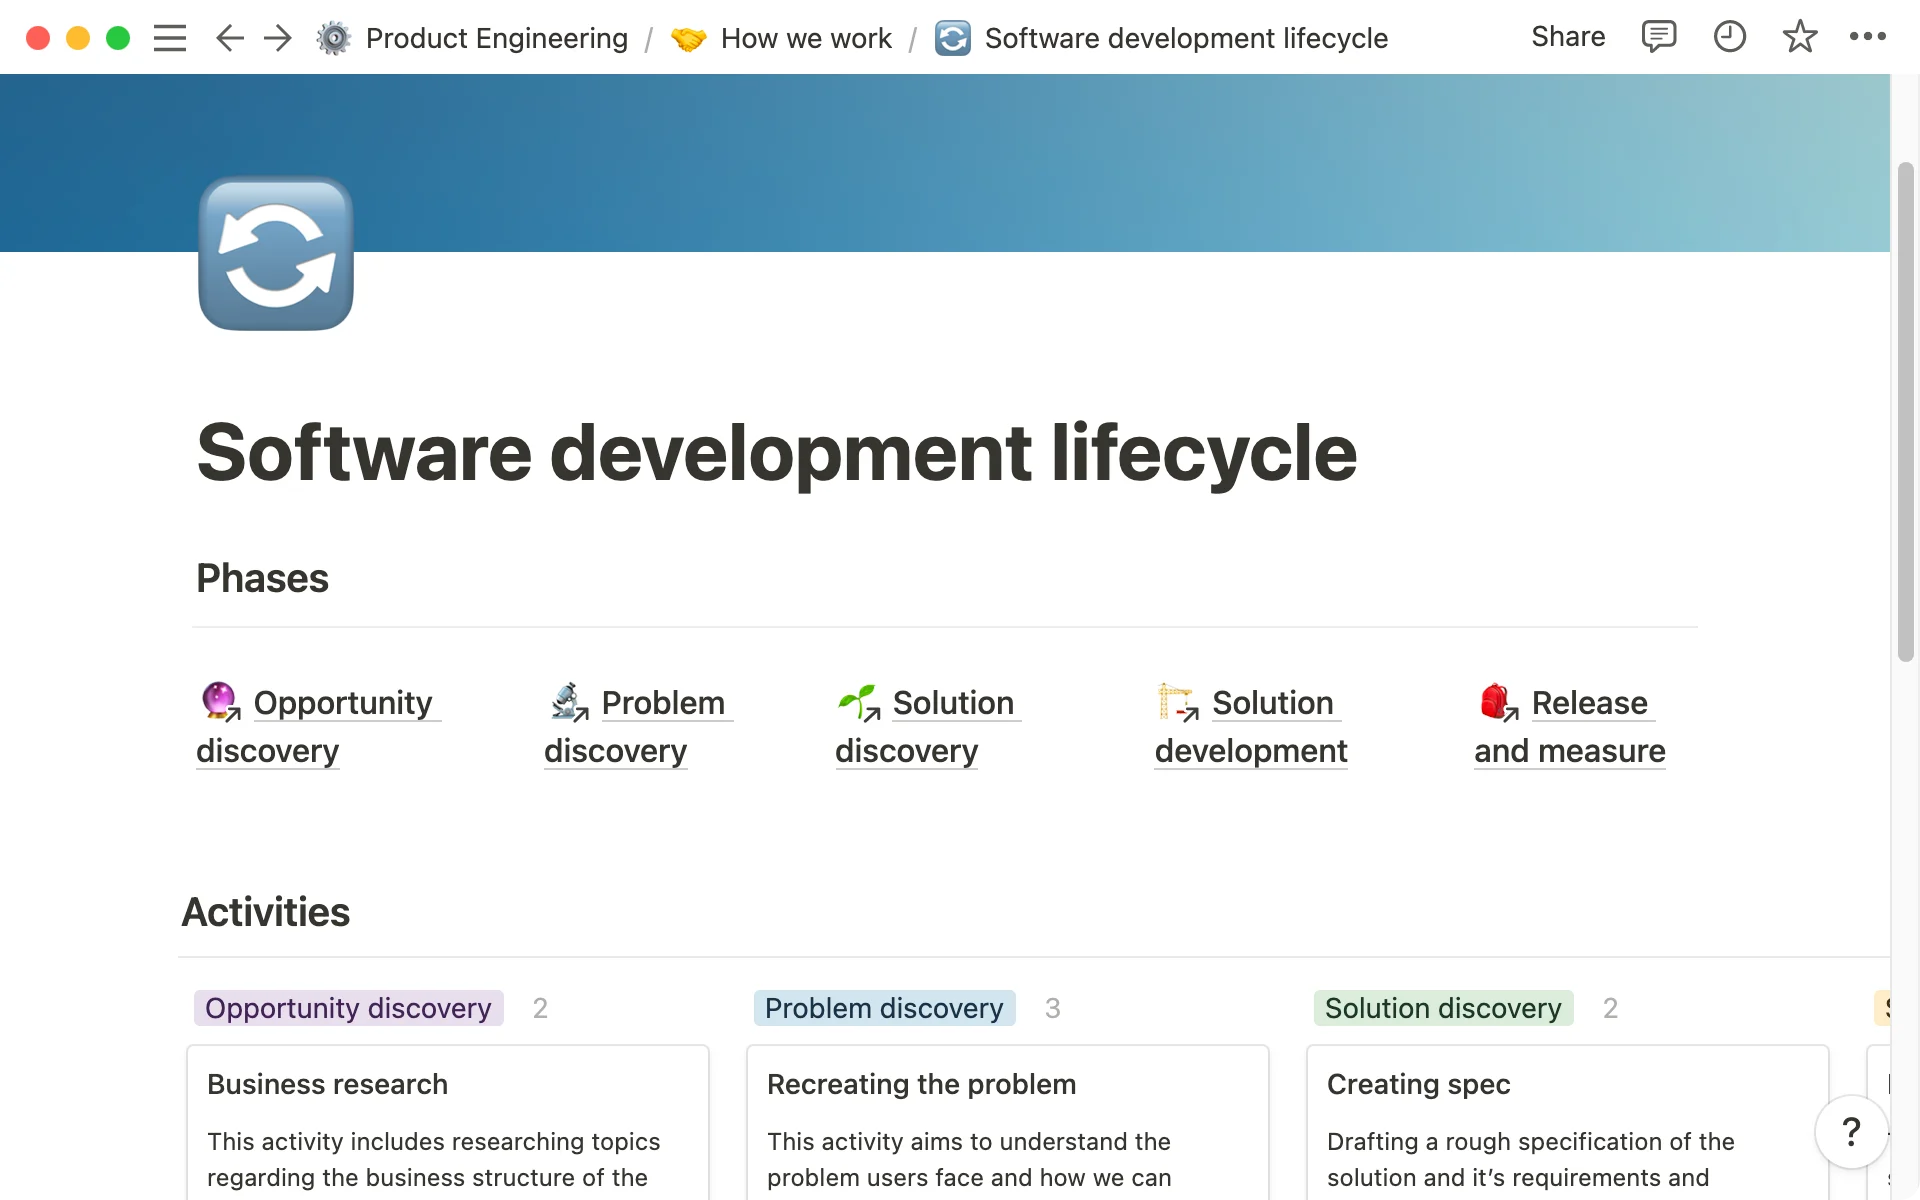 Product Engineering / How we work / Software development lifecycle Share
Software development lifecycle
Phases
Opportunity discovery
Problem discovery
Solution discovery
Solution development
Release and measure
Activities
Opportunity discovery 2
Problem discovery 3
Solution discovery 2
Business research
This activity includes researching topics
regarding the business structure of the
Recreating the problem
This activity aims to understand the
problem users face and how we can
Creating spec
Drafting a rough specification of the
solution and it’s requirements and
?